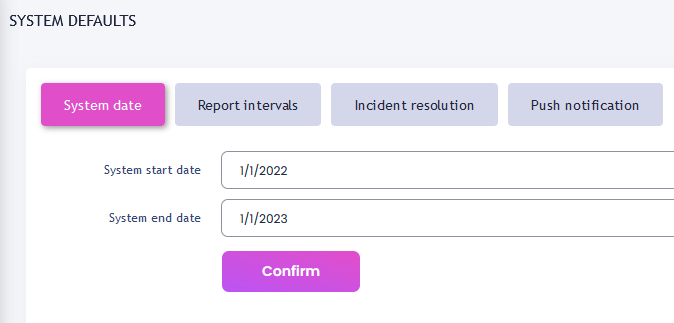 SYSTEM DEFAULTS
System date Report intervals Incident resolution Push notification
System start date 1/1/2022
System end date 1/1/2023
Confirm